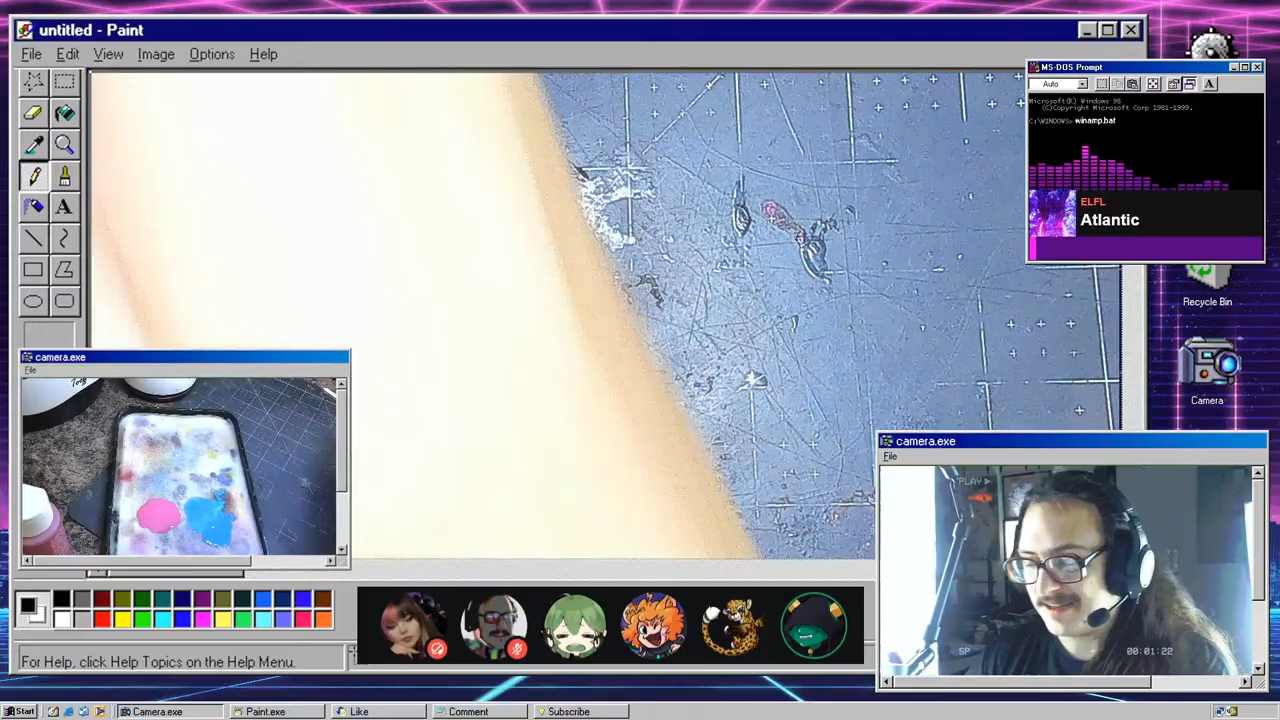 untitled - Paint
File Edit View Image Options Help
MS-DOS Prompt
Auto
A
Microsoft(R) Windows 98
(C)Copyright Microsoft Corp 1981-1999.
C:\WINDOWS> winamp.bat
ELFL
Atlantic
Recycle Bin
Camera
camera.exe
File
camera.exe
File
PLAY
SP
00:01:22
For Help, click Help Topics on the Help Menu.
Start Camera.exe Paint.exe Like Comment Subscribe